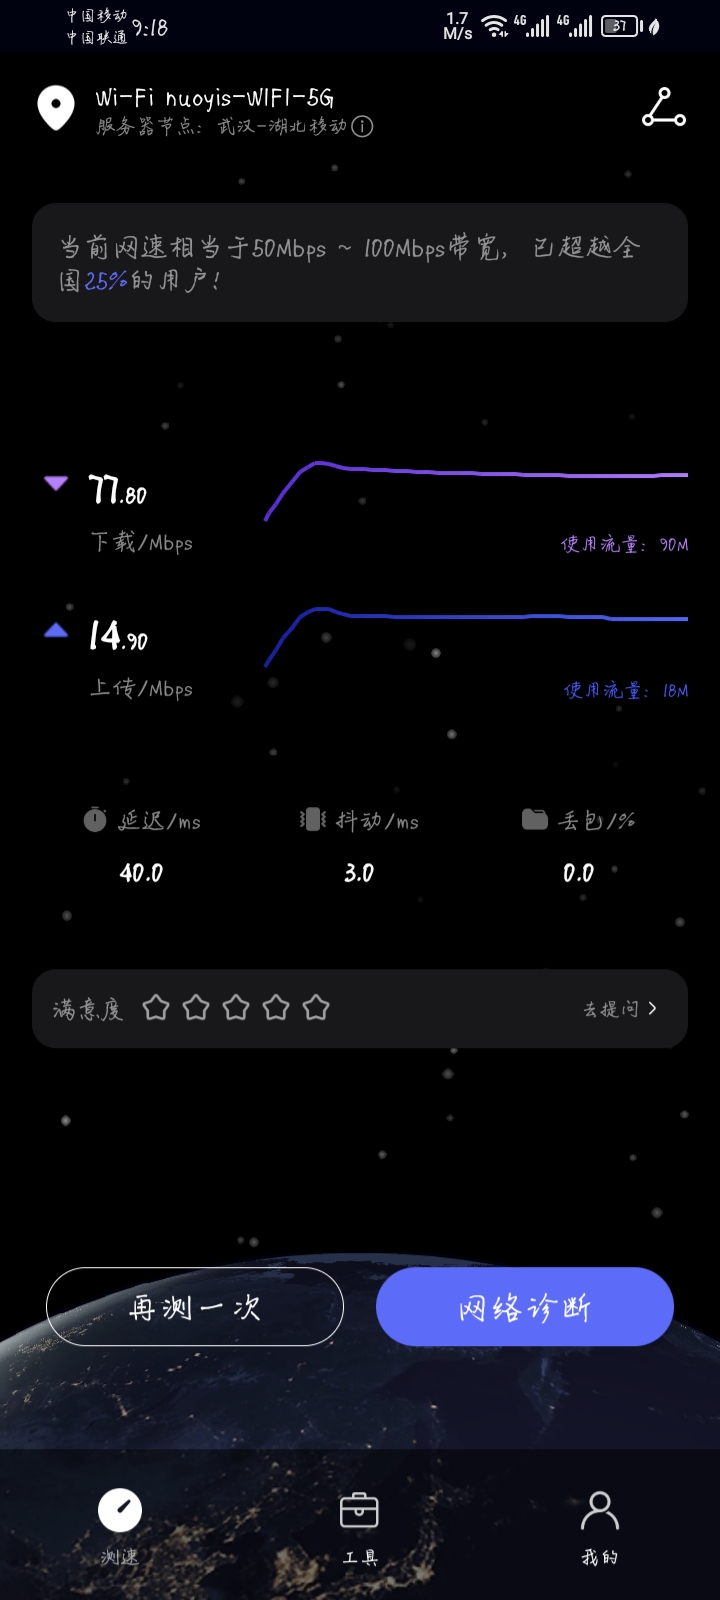 中国移动
中国联通
9:18
1.7
M/s
4G
4G
37
Wi-Fi nuoyis-WIFI-5G
服务器节点: 武汉-湖北移动
当前网速相当于50Mbps ~ 100Mbps带宽, 已超越全
国25%的用户!
77.80
下载/Mbps
使用流量: 90M
14.90
上传/Mbps
使用流量: 18M
延迟/ms 抖动/ms 丢包/%
40.0 3.0 0.0
满意度 去提问
再测一次 网络诊断
测速 工具 我的